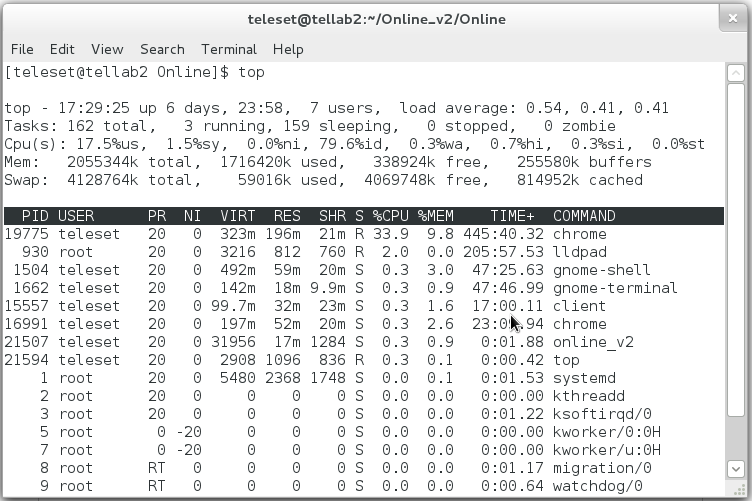 teleset@tellab2:~/Online_v2/Online
File Edit View Search Terminal Help
[teleset@tellab2 Online]$ top
top - 17:29:25 up 6 days, 23:58,  7 users,  load average: 0.54, 0.41, 0.41
Tasks: 162 total,   3 running, 159 sleeping,   0 stopped,   0 zombie
Cpu(s): 17.5%us,  1.5%sy,  0.0%ni, 79.6%id,  0.3%wa,  0.7%hi,  0.3%si,  0.0%st
Mem:   2055344k total,  1716420k used,   338924k free,   255580k buffers
Swap:  4128764k total,    59016k used,  4069748k free,   814952k cached
PID USER      PR  NI  VIRT  RES  SHR S %CPU %MEM    TIME+  COMMAND
19775 teleset   20   0  323m 196m  21m R 33.9  9.8 445:40.32 chrome
930 root      20   0  3216  812  760 R  2.0  0.0 205:57.53 lldpad
1504 teleset   20   0  492m  59m  20m S  0.3  3.0  47:25.63 gnome-shell
1662 teleset   20   0  142m  18m 9.9m S  0.3  0.9  47:46.99 gnome-terminal
15557 teleset   20   0 99.7m  32m  23m S  0.3  1.6  17:00.11 client
16991 teleset   20   0  197m  52m  20m S  0.3  2.6 chrome
21507 teleset   20   0 31956  17m 1284 S  0.3  0.9   0:01.88 online_v2
21594 teleset   20   0  2908 1096  836 R  0.3  0.1   0:00.42 top
1 root      20   0  5480 2368 1748 S  0.0  0.1   0:01.53 systemd
2 root      20   0     0    0    0 S  0.0  0.0   0:00.00 kthreadd
3 root      20   0     0    0    0 S  0.0  0.0   0:01.22 ksoftirqd/0
5 root       0 -20     0    0    0 S  0.0  0.0   0:00.00 kworker/0:0H
7 root       0 -20     0    0    0 S  0.0  0.0   0:00.00 kworker/u:0H
8 root      RT   0     0    0    0 S  0.0  0.0   0:01.17 migration/0
9 root      RT   0     0    0    0 S  0.0  0.0   0:00.64 watchdog/0